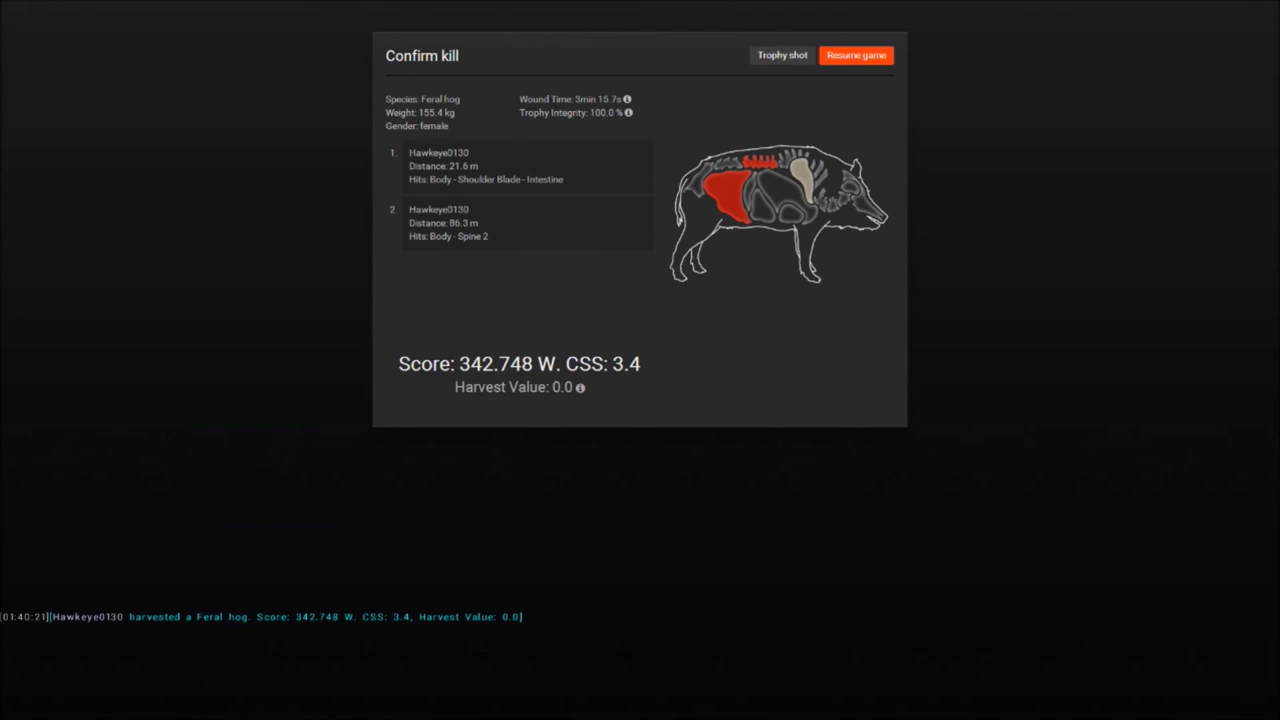 Confirm kill
Trophy shot
Resume game
Species: Feral hog
Weight: 155.4 kg
Gender: female
Wound Time: 3min 15.7s
Trophy Integrity: 100.0 %
1.
Hawkeye0130
Distance: 21.6 m
Hits: Body - Shoulder Blade - Intestine
2
Hawkeye0130
Distance: 86.3 m
Hits: Body - Spine 2
Score: 342.748 W. CSS: 3.4
Harvest Value: 0.0
[01:40:21][Hawkeye0130 harvested a Feral hog. Score: 342.748 W. CSS: 3.4, Harvest Value: 0.0]